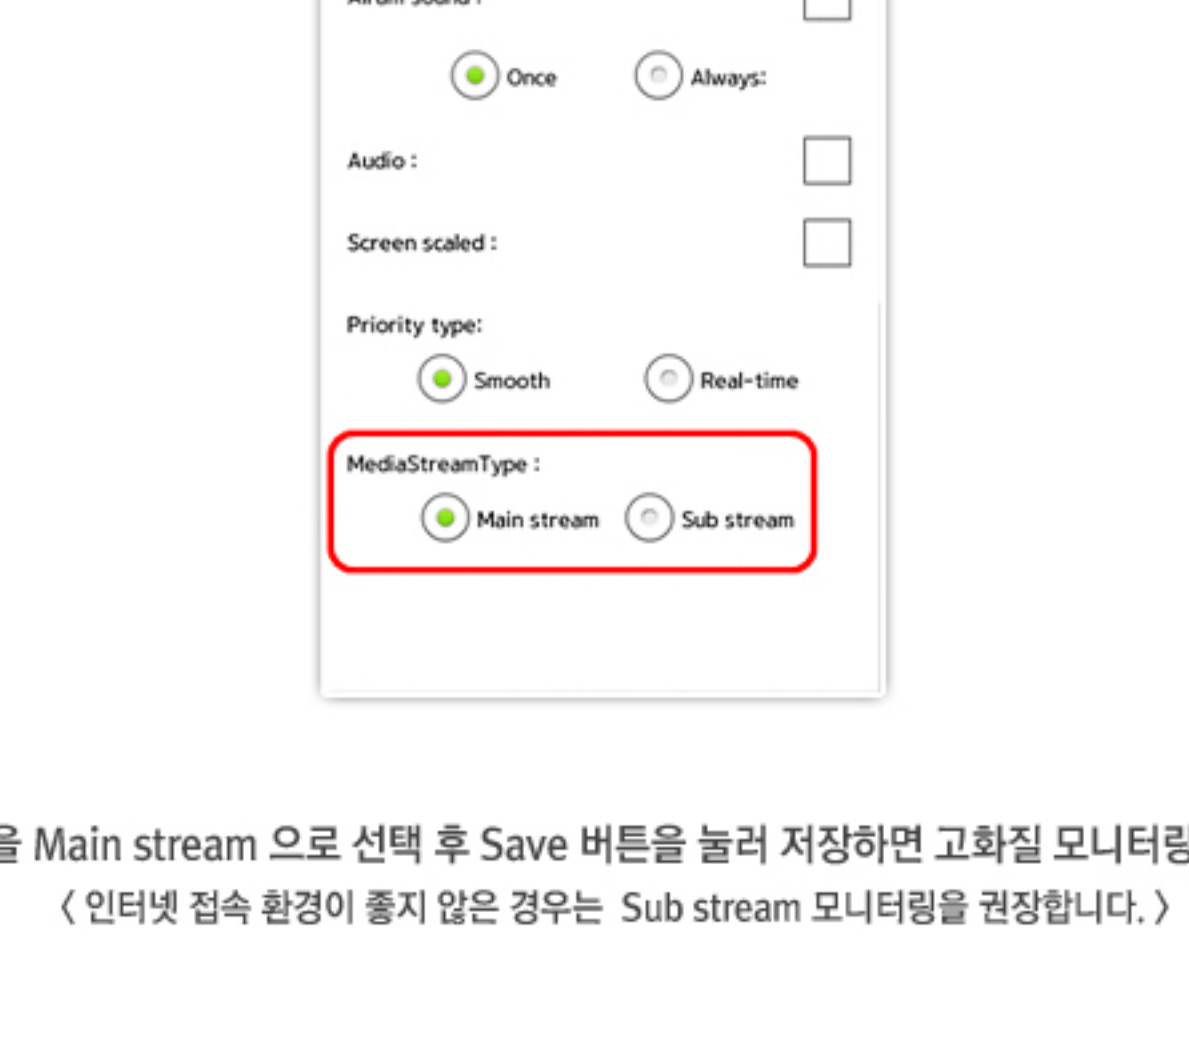 Once Always:
Audio :
Screen scaled :
Priority type:
Smooth Real-time
MediaStreamType :
Main stream Sub stream
을 Main stream 으로 선택 후 Save 버튼을 눌러 저장하면 고화질 모니터링
< 인터넷 접속 환경이 좋지 않은 경우는 Sub stream 모니터링을 권장합니다. >